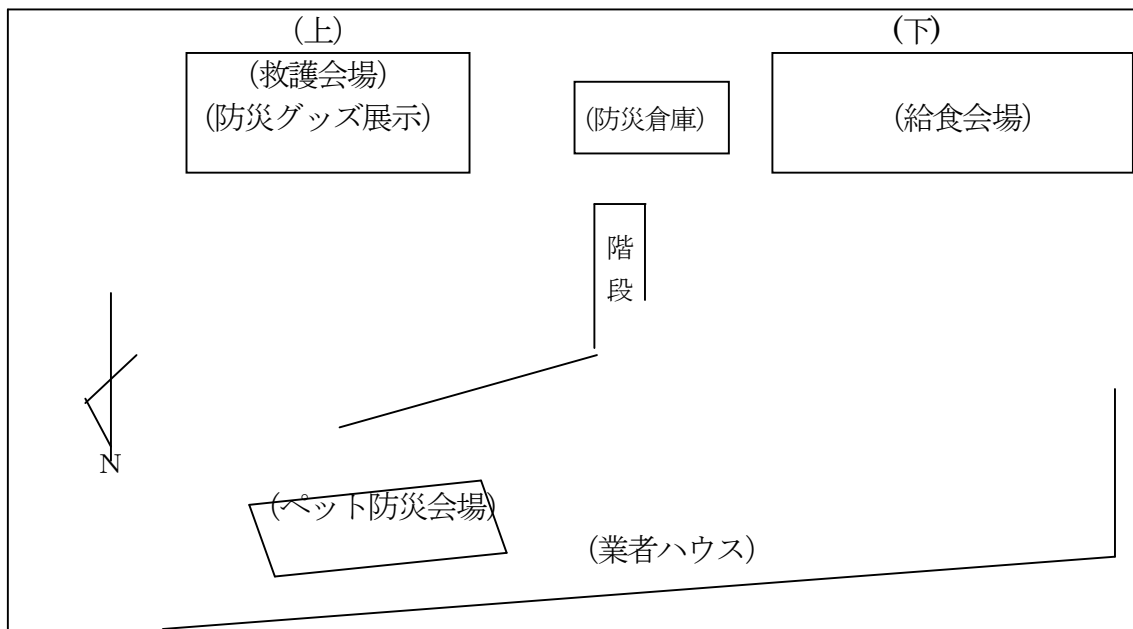 (上)
(下)
(救護会場)
(防災グッズ展示)
(防災倉庫)
(給食会場)
階
段
N
(ペット防災会場)
(業者ハウス)